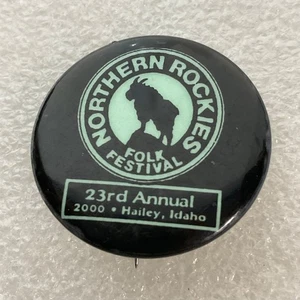 NORTHERN ROCKIES
FOLK
FESTIVAL
23rd Annual
2000 • Hailey, Idaho